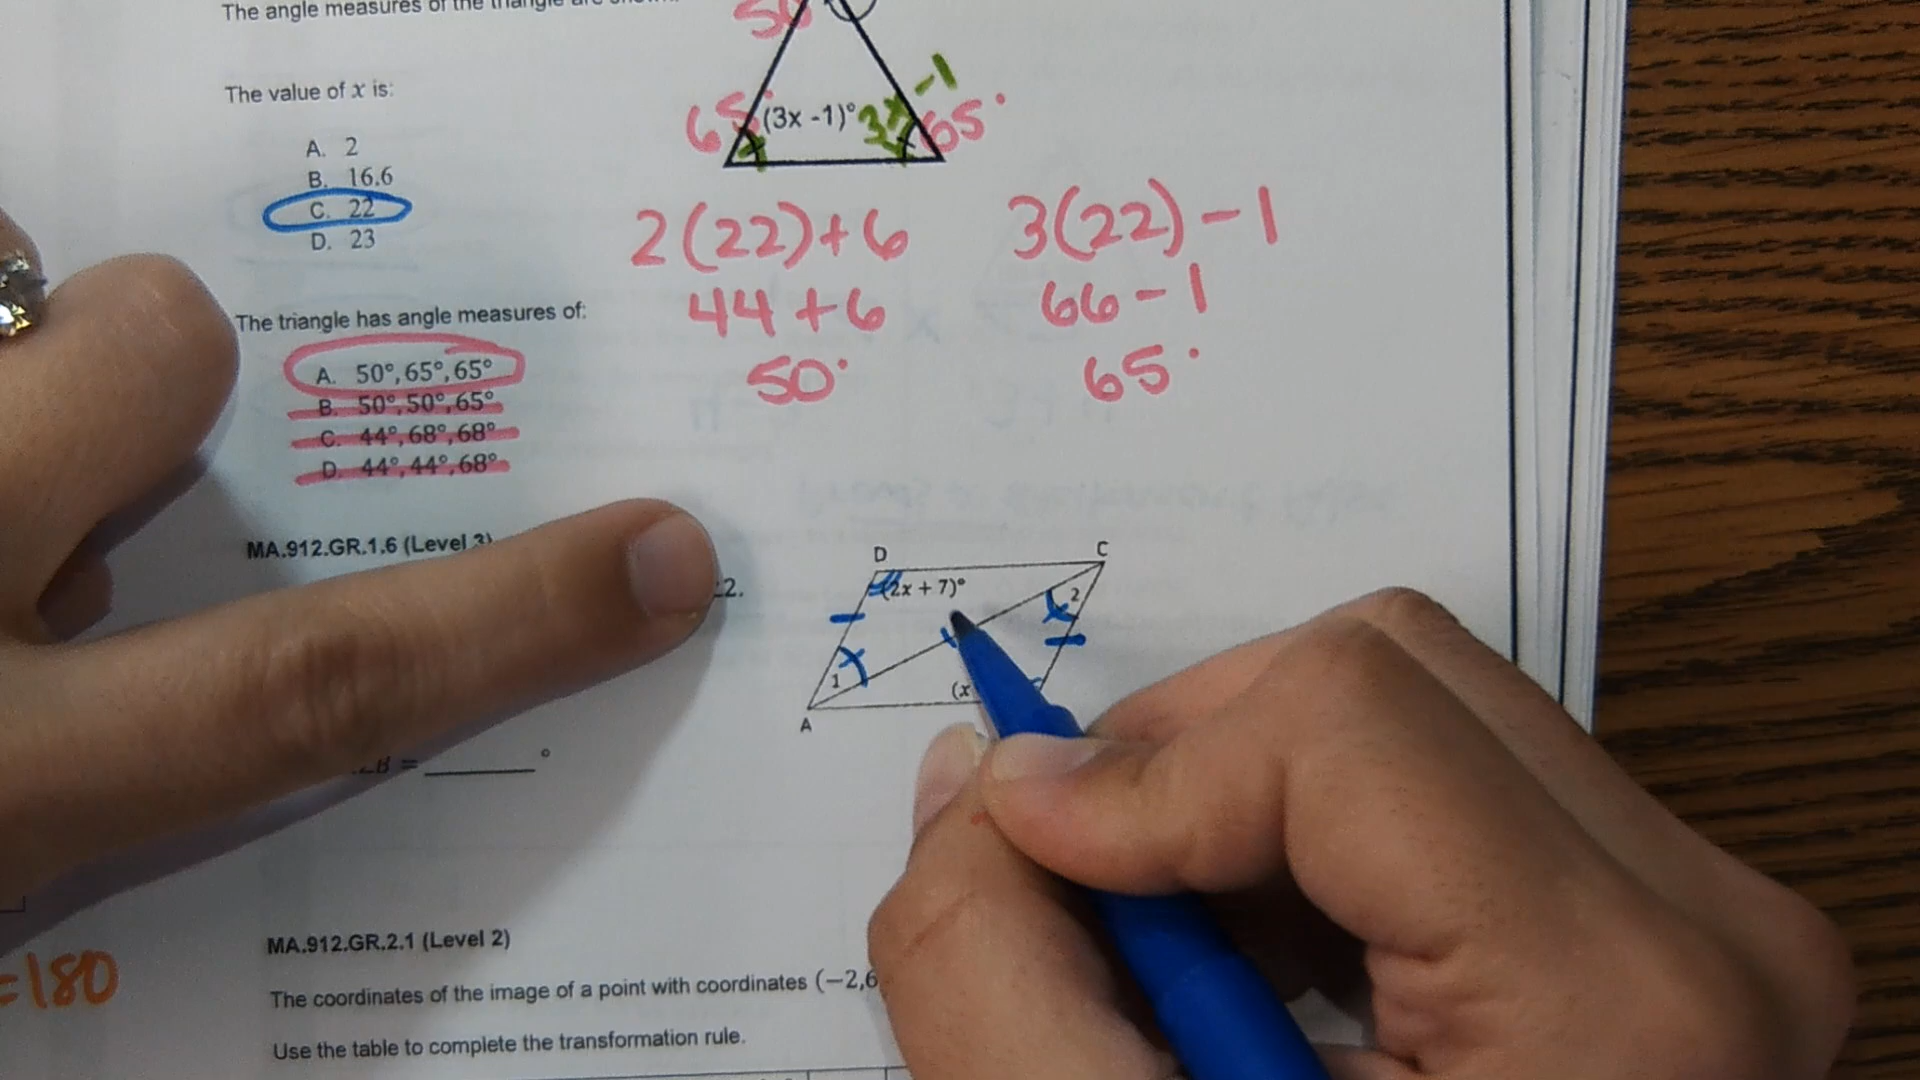 The angle measures of the triangle are shown.
50
The value of x is:
65° (3x -1)° 3x -1 65°
A. 2
B. 16.6
C. 22
D. 23
2(22)+6 3(22)-1
44+6 66-1
50° 65°
The triangle has angle measures of:
A. 50°,65°,65°
B. 50°,50°,65°
C. 44°,68°,68°
D. 44°,44°,68°
MA.912.GR.1.6 (Level 3)
2.
D C
(2x + 7)° 2
1 (x
A
B = ______°
=180
MA.912.GR.2.1 (Level 2)
The coordinates of the image of a point with coordinates (−2,6
Use the table to complete the transformation rule.